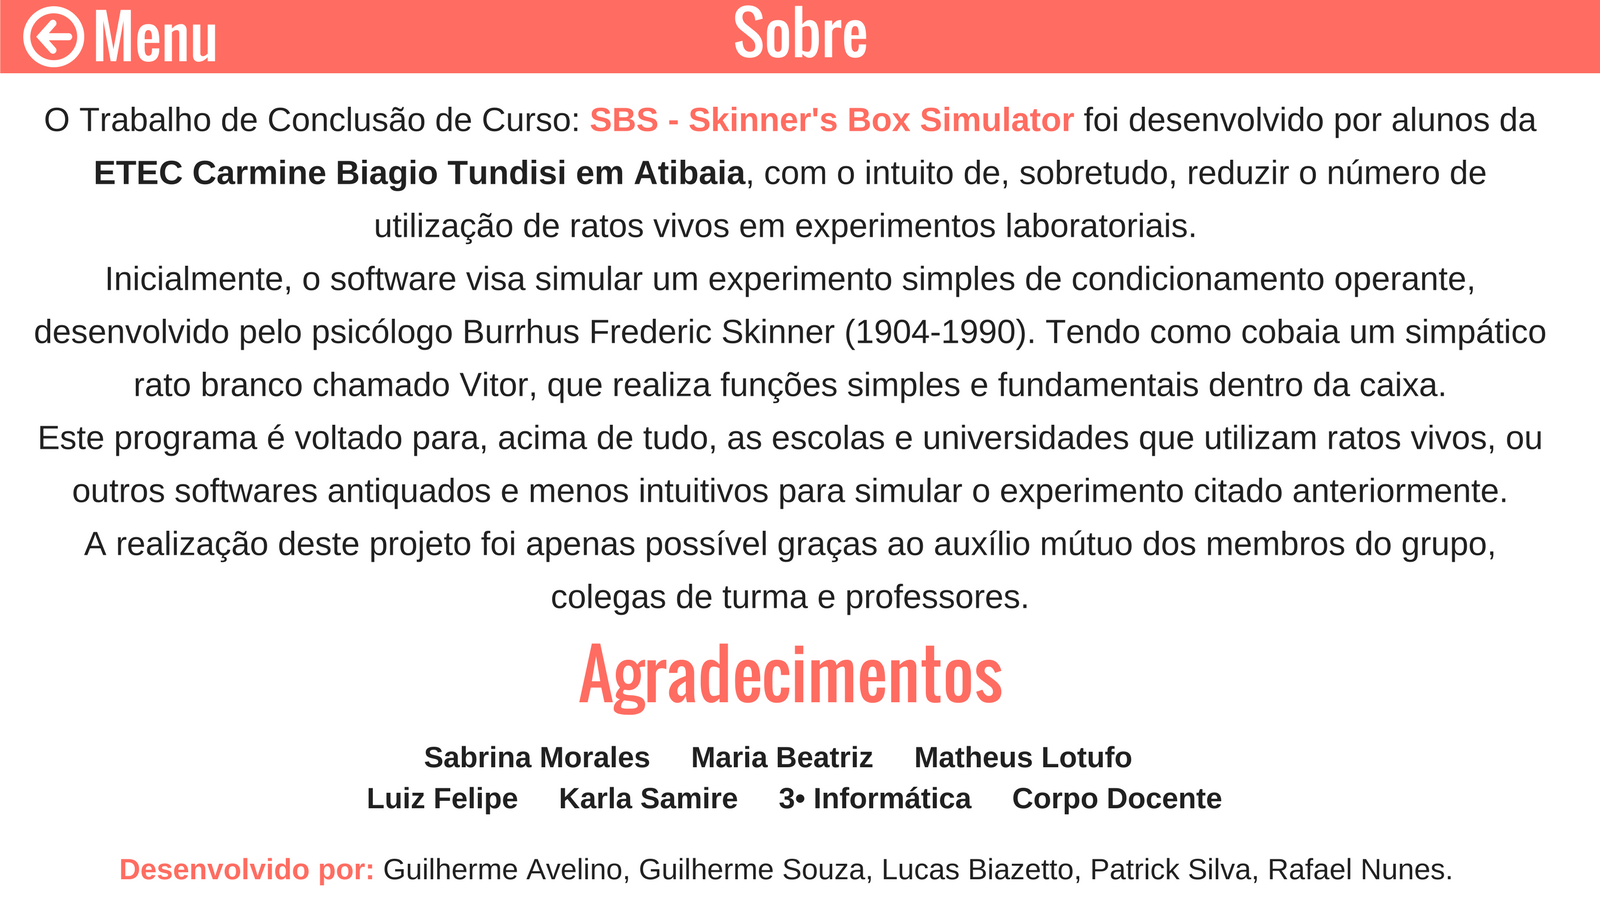 Menu
Sobre
O Trabalho de Conclusão de Curso: SBS - Skinner's Box Simulator foi desenvolvido por alunos da
ETEC Carmine Biagio Tundisi em Atibaia, com o intuito de, sobretudo, reduzir o número de
utilização de ratos vivos em experimentos laboratoriais.
Inicialmente, o software visa simular um experimento simples de condicionamento operante,
desenvolvido pelo psicólogo Burrhus Frederic Skinner (1904-1990). Tendo como cobaia um simpático
rato branco chamado Vitor, que realiza funções simples e fundamentais dentro da caixa.
Este programa é voltado para, acima de tudo, as escolas e universidades que utilizam ratos vivos, ou
outros softwares antiquados e menos intuitivos para simular o experimento citado anteriormente.
A realização deste projeto foi apenas possível graças ao auxílio mútuo dos membros do grupo,
colegas de turma e professores.
Agradecimentos
Sabrina Morales Maria Beatriz Matheus Lotufo
Luiz Felipe Karla Samire 3• Informática Corpo Docente
Desenvolvido por: Guilherme Avelino, Guilherme Souza, Lucas Biazetto, Patrick Silva, Rafael Nunes.